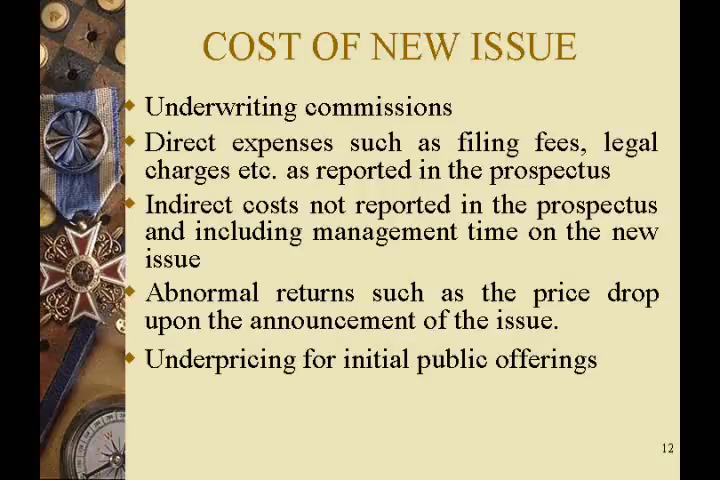 COST OF NEW ISSUE
Underwriting commissions
Direct expenses such as filing fees, legal
charges etc. as reported in the prospectus
Indirect costs not reported in the prospectus
and including management time on the new
issue
Abnormal returns such as the price drop
upon the announcement of the issue.
Underpricing for initial public offerings
12